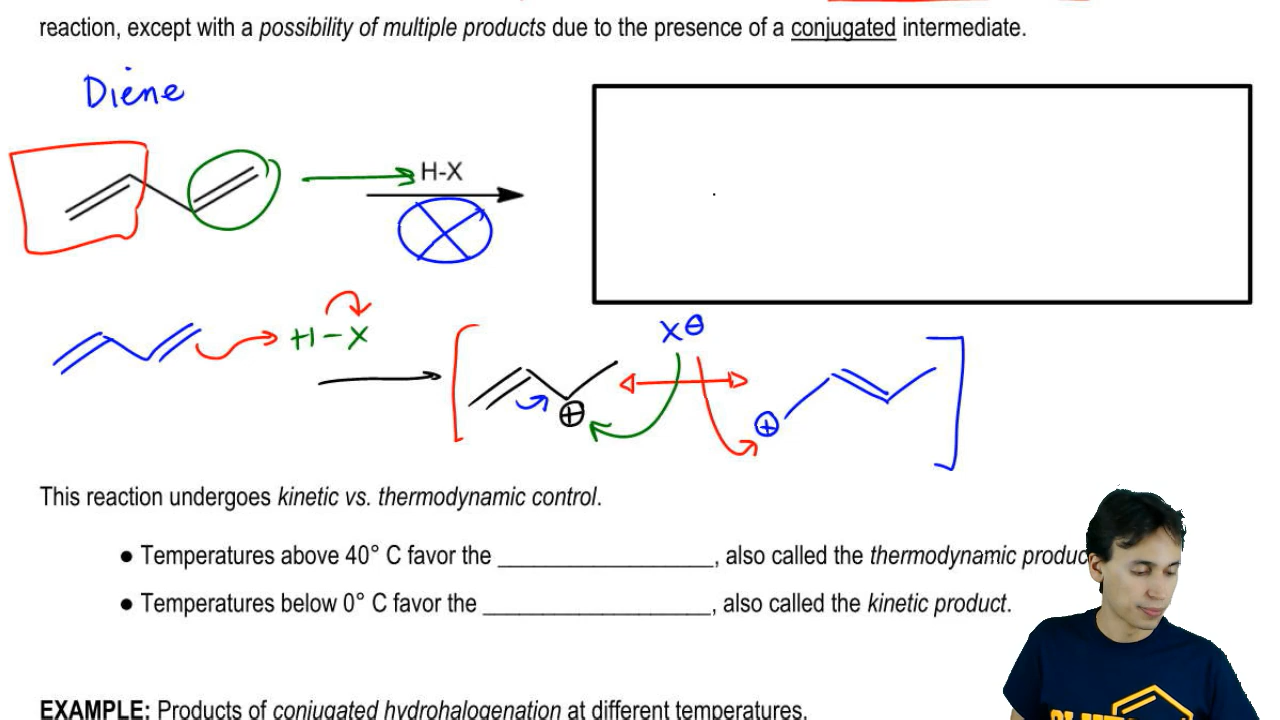 reaction, except with a possibility of multiple products due to the presence of a conjugated intermediate.
Diene
H-X
H-X
X⊖
⊕
⊕
This reaction undergoes kinetic vs. thermodynamic control.
● Temperatures above 40° C favor the __________________, also called the thermodynamic produc
● Temperatures below 0° C favor the ___________________, also called the kinetic product.
EXAMPLE: Products of conjugated hydrohalogenation at different temperatures.